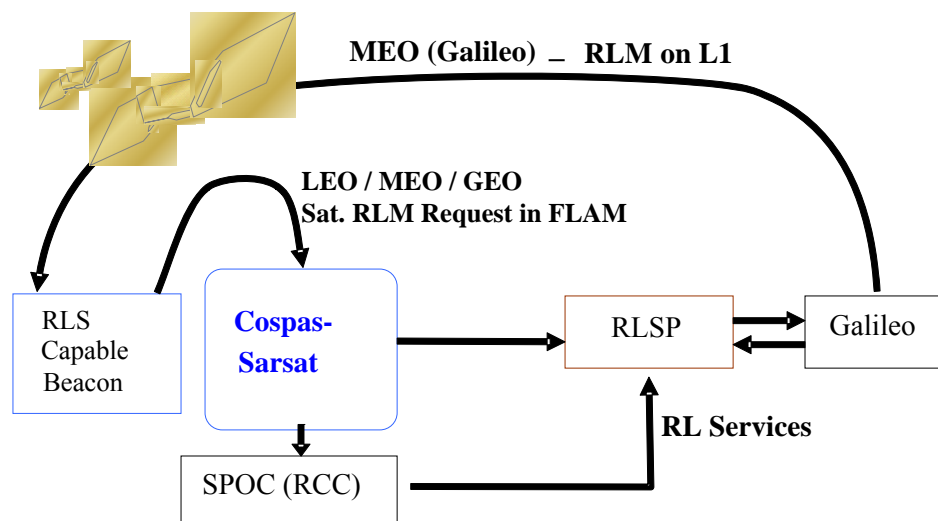 MEO (Galileo) – RLM on L1
LEO / MEO / GEO
Sat. RLM Request in FLAM
RLS
Capable
Beacon
Cospas-
Sarsat
RLSP
Galileo
RL Services
SPOC (RCC)